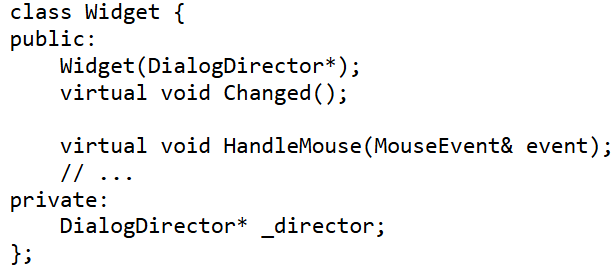 class Widget {
public:
    Widget(DialogDirector*);
    virtual void Changed();

    virtual void HandleMouse(MouseEvent& event);
    // ...
private:
    DialogDirector* _director;
};